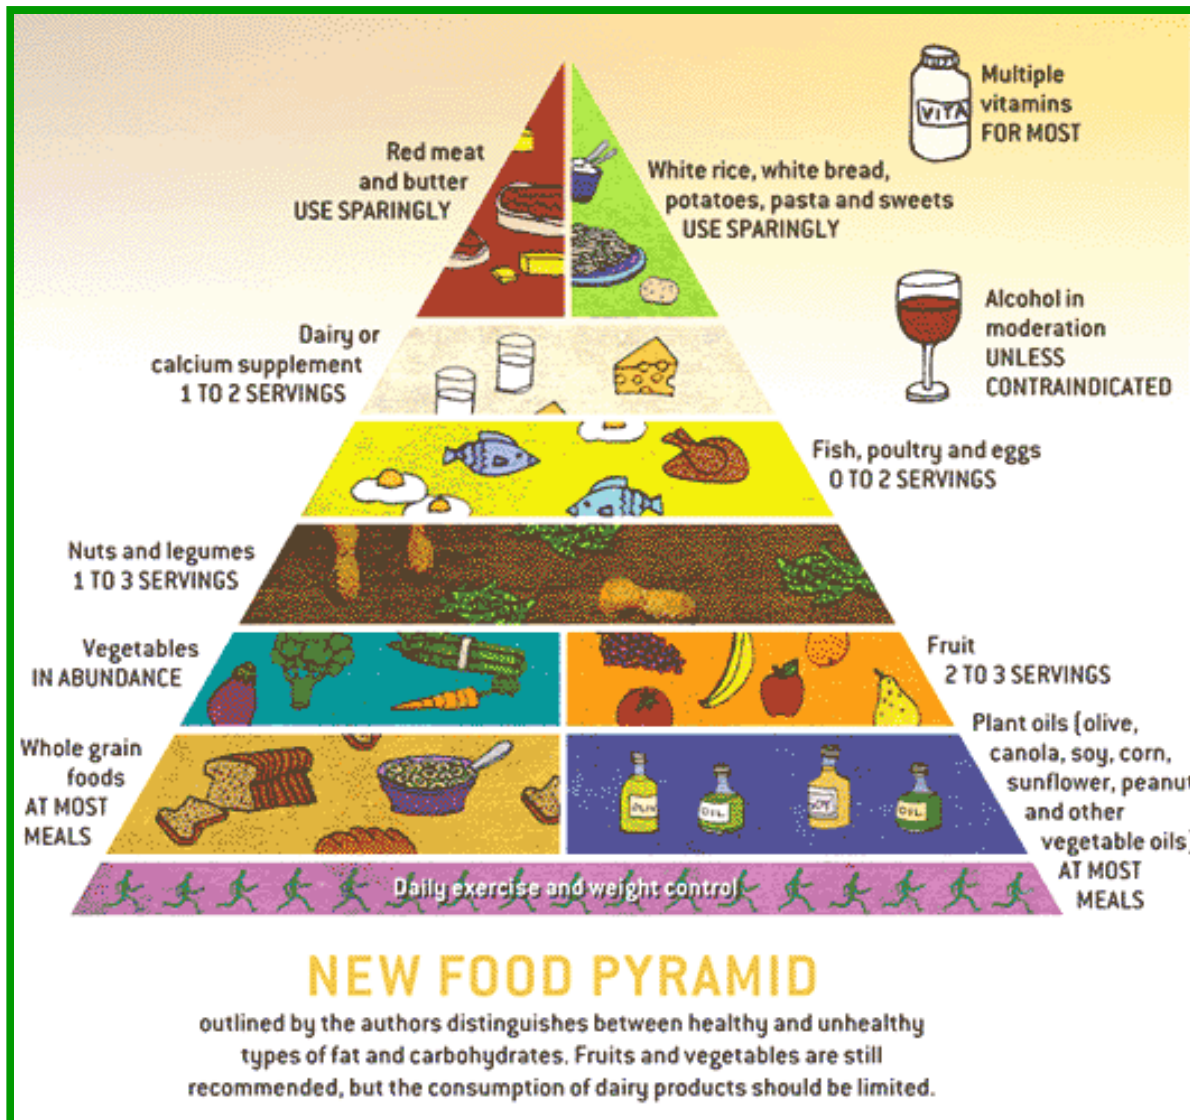 Multiple
vitamins
FOR MOST
VITA
Red meat
and butter
USE SPARINGLY
White rice, white bread,
potatoes, pasta and sweets
USE SPARINGLY
Alcohol in
moderation
UNLESS
CONTRAINDICATED
Dairy or
calcium supplement
1 TO 2 SERVINGS
Fish, poultry and eggs
0 TO 2 SERVINGS
Nuts and legumes
1 TO 3 SERVINGS
Vegetables
IN ABUNDANCE
Fruit
2 TO 3 SERVINGS
Whole grain
foods
AT MOST
MEALS
Plant oils (olive,
canola, soy, corn,
sunflower, peanut
and other
vegetable oils)
AT MOST
MEALS
OIL
OIL
Daily exercise and weight control
NEW FOOD PYRAMID
outlined by the authors distinguishes between healthy and unhealthy
types of fat and carbohydrates. Fruits and vegetables are still
recommended, but the consumption of dairy products should be limited.